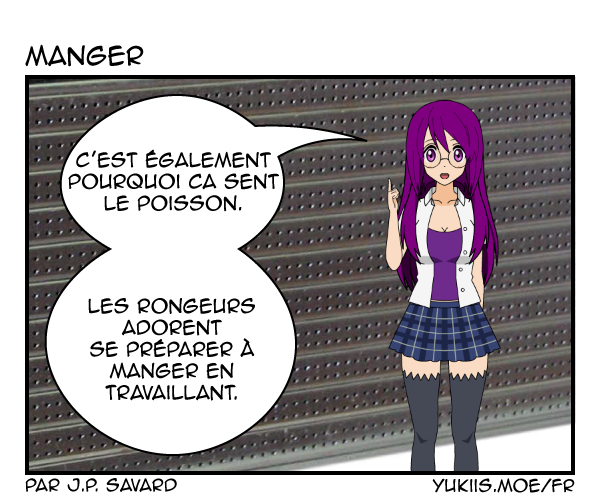 MANGER
C'EST ÉGALEMENT
POURQUOI CA SENT
LE POISSON.
LES RONGEURS
ADORENT
SE PRÉPARER À
MANGER EN
TRAVAILLANT.
PAR J.P. SAVARD
YUKIIS.MOE/FR